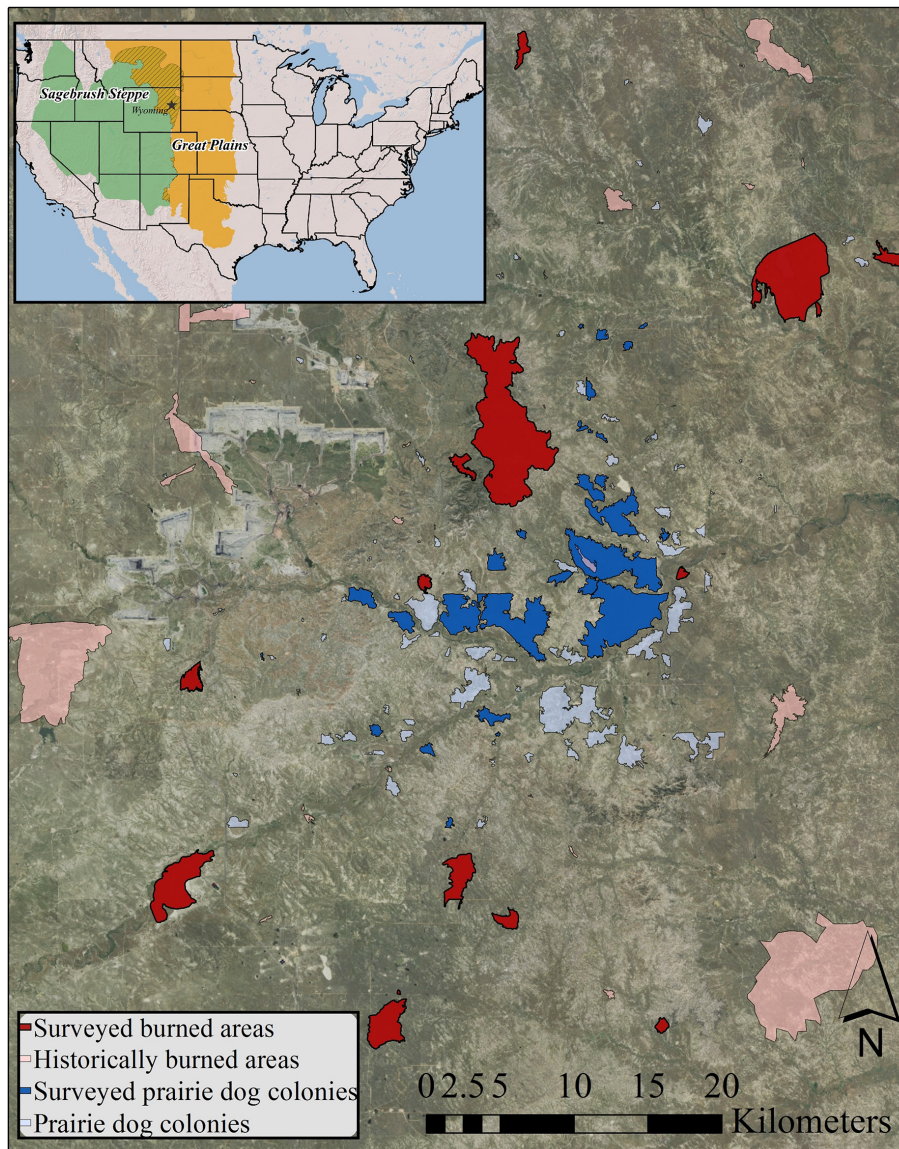 Sagebrush Steppe
Wyoming
Great Plains
Surveyed burned areas
Historically burned areas
Surveyed prairie dog colonies
Prairie dog colonies
0 2.5 5 10 15 20
Kilometers
N